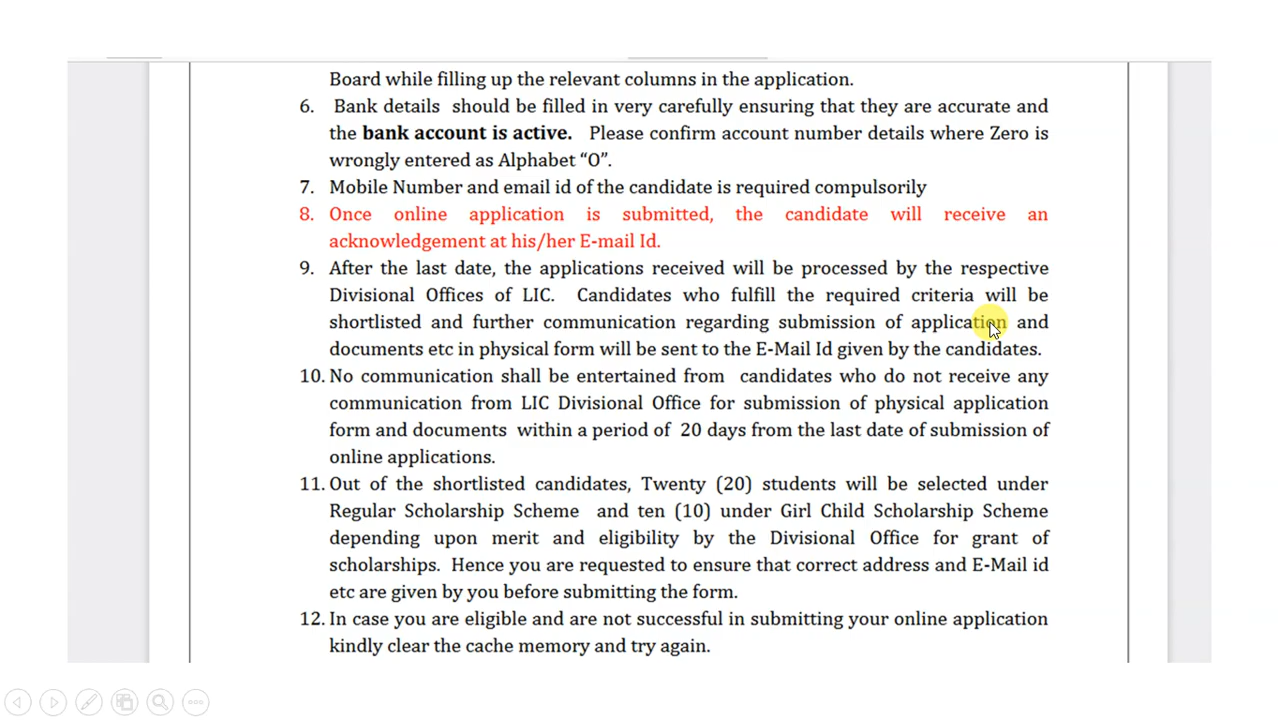 Board while filling up the relevant columns in the application.
6. Bank details should be filled in very carefully ensuring that they are accurate and
the bank account is active. Please confirm account number details where Zero is
wrongly entered as Alphabet “O”.
7. Mobile Number and email id of the candidate is required compulsorily
8. Once online application is submitted, the candidate will receive an
acknowledgement at his/her E-mail Id.
9. After the last date, the applications received will be processed by the respective
Divisional Offices of LIC. Candidates who fulfill the required criteria will be
shortlisted and further communication regarding submission of application and
documents etc in physical form will be sent to the E-Mail Id given by the candidates.
10. No communication shall be entertained from candidates who do not receive any
communication from LIC Divisional Office for submission of physical application
form and documents within a period of 20 days from the last date of submission of
online applications.
11. Out of the shortlisted candidates, Twenty (20) students will be selected under
Regular Scholarship Scheme and ten (10) under Girl Child Scholarship Scheme
depending upon merit and eligibility by the Divisional Office for grant of
scholarships. Hence you are requested to ensure that correct address and E-Mail id
etc are given by you before submitting the form.
12. In case you are eligible and are not successful in submitting your online application
kindly clear the cache memory and try again.